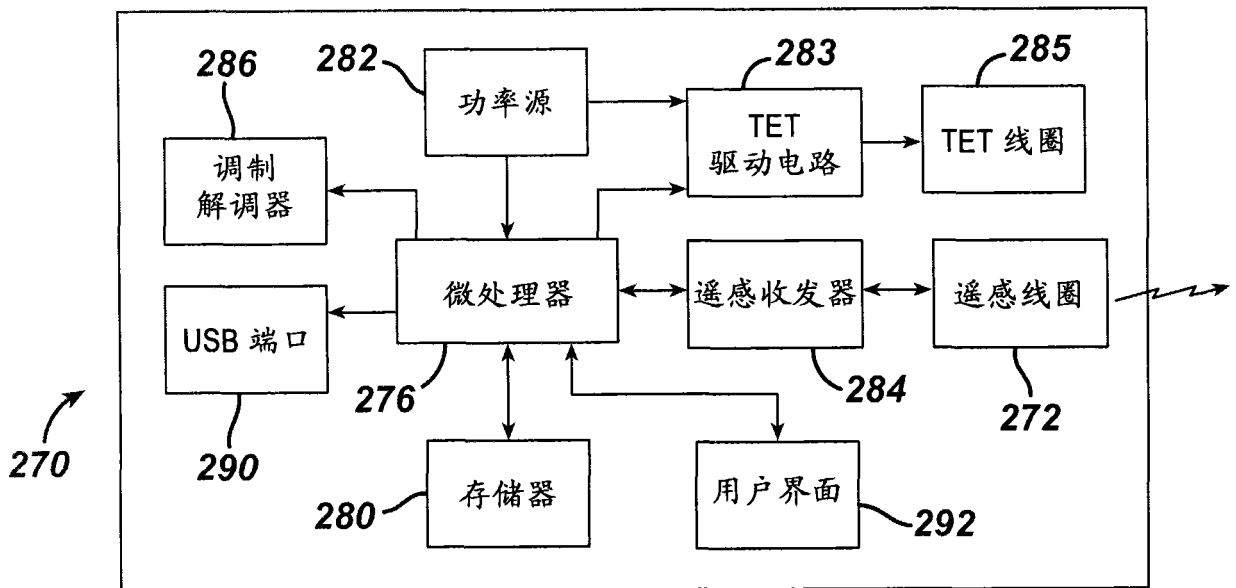 286
282
283
285
功率源
TET
驱动电路
TET 线圈
调制
解调器
微处理器
遥感收发器
遥感线圈
USB 端口
276
284
272
270
290
280
存储器
用户界面
292